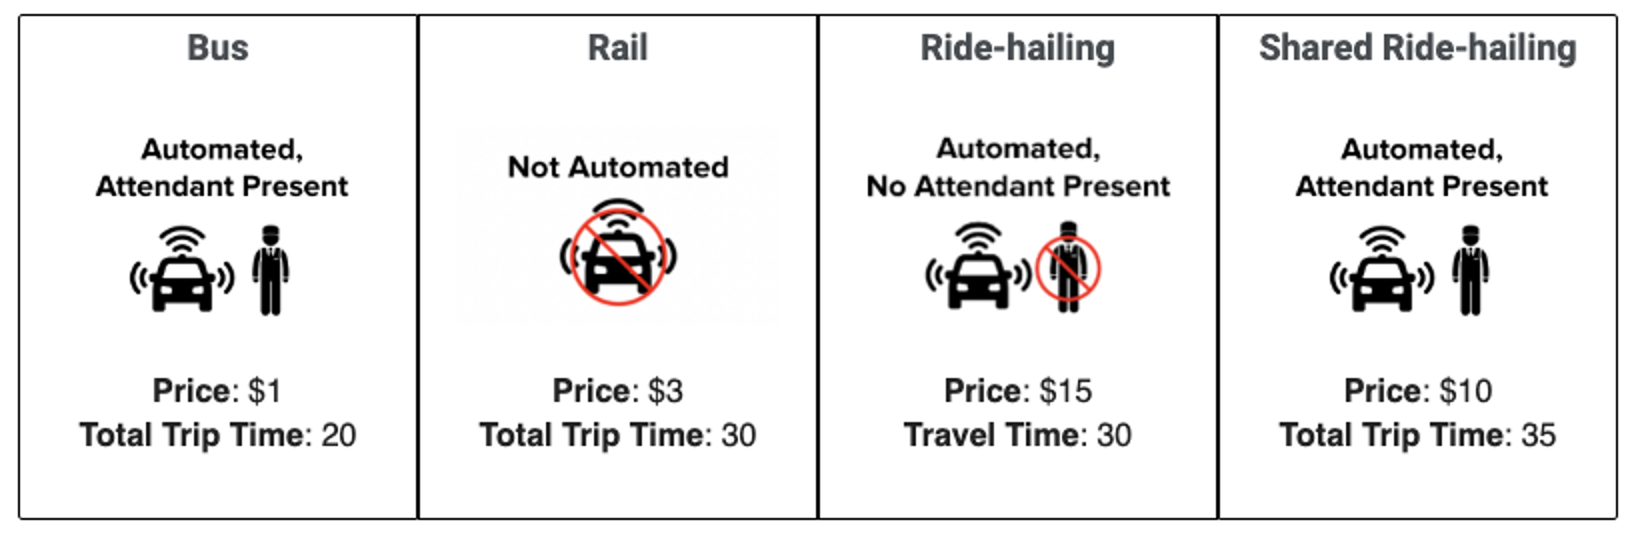 Bus
Automated,
Attendant Present
Price: $1
Total Trip Time: 20
Rail
Not Automated
Price: $3
Total Trip Time: 30
Ride-hailing
Automated,
No Attendant Present
Price: $15
Travel Time: 30
Shared Ride-hailing
Automated,
Attendant Present
Price: $10
Total Trip Time: 35